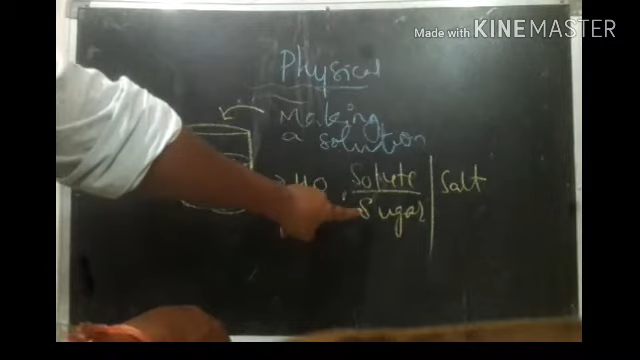 Made with KINEMASTER
Physical
Making
a solution
Solute | Salt
Sugar